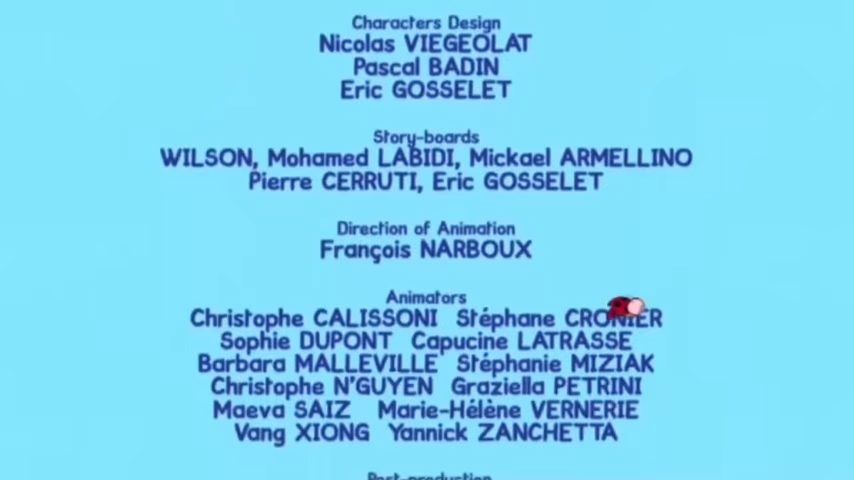 Characters Design
Nicolas VIEGEOLAT
Pascal BADIN
Eric GOSSELET
Story-boards
WILSON, Mohamed LABIDI, Mickael ARMELLINO
Pierre CERRUTI, Eric GOSSELET
Direction of Animation
François NARBOUX
Animators
Christophe CALISSONI Stéphane CRONIER
Sophie DUPONT Capucine LATRASSE
Barbara MALLEVILLE Stéphanie MIZIAK
Christophe N'GUYEN Graziella PETRINI
Maeva SAIZ Marie-Hélène VERNERIE
Vang XIONG Yannick ZANCHETTA
Post-production